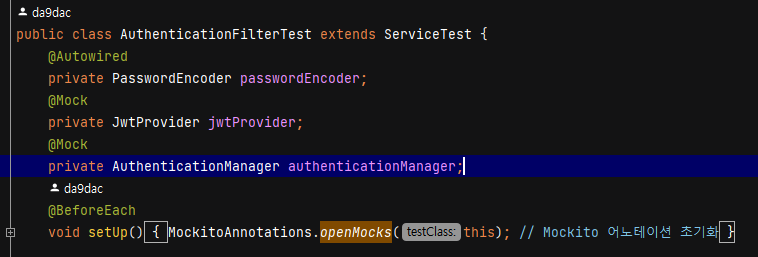 da9dac
public class AuthenticationFilterTest extends ServiceTest {
@Autowired
private PasswordEncoder passwordEncoder;
@Mock
private JwtProvider jwtProvider;
@Mock
private AuthenticationManager authenticationManager;
da9dac
@BeforeEach
void setUp() { MockitoAnnotations.openMocks( testClass: this); // Mockito 어노테이션 초기화 }